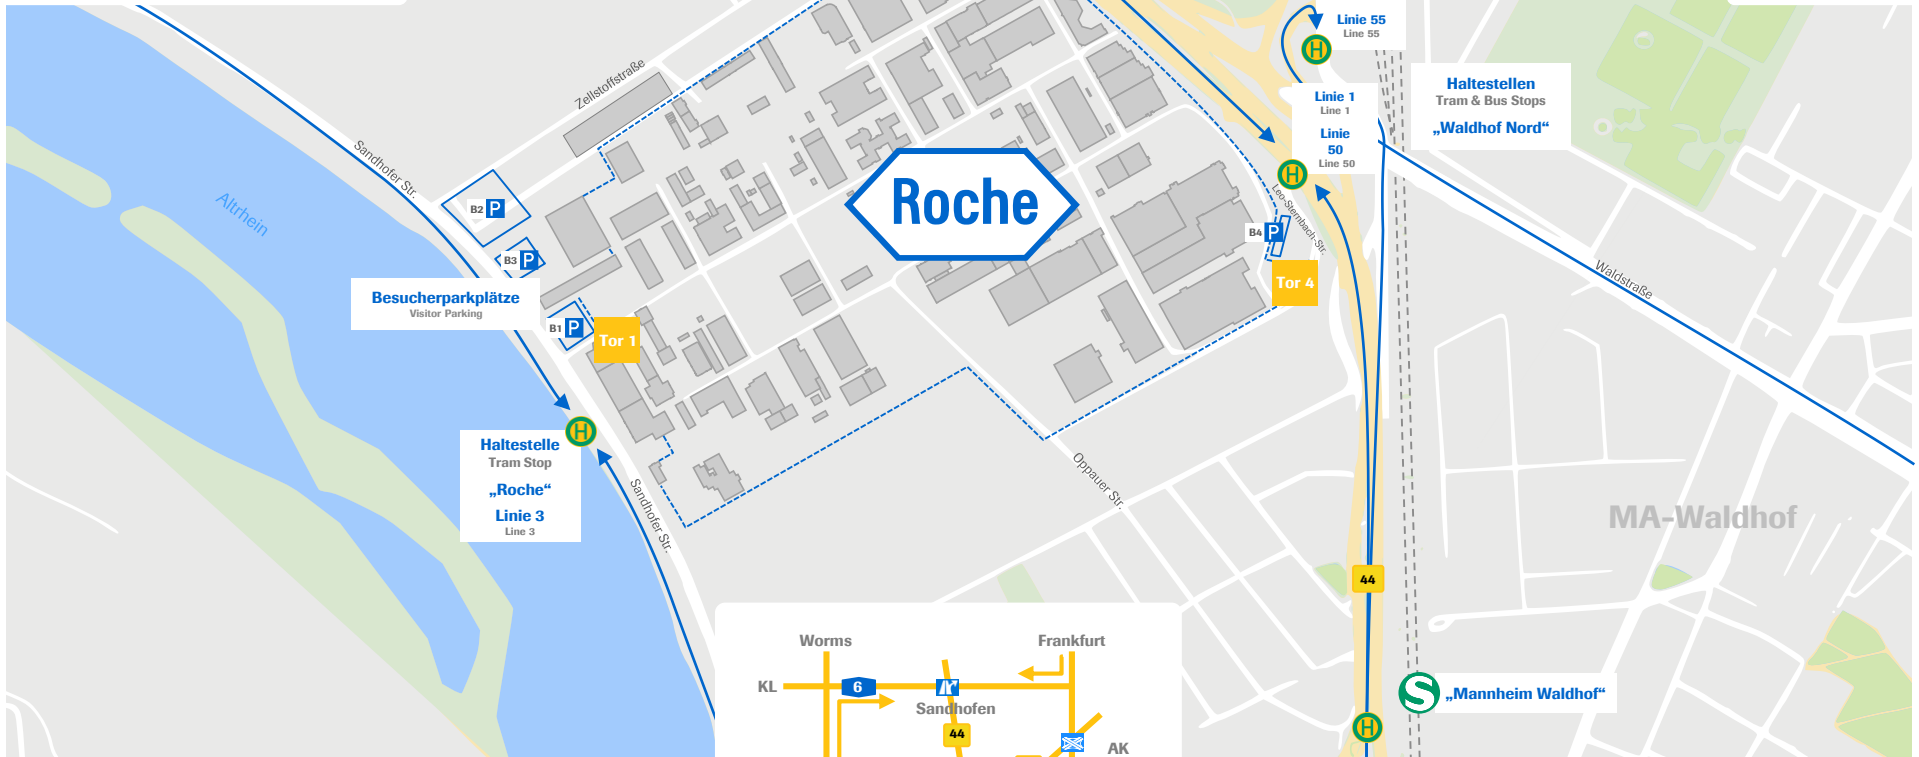 Linie 55
Line 55
Haltestellen
Tram & Bus Stops
„Waldhof Nord“
Linie 1
Line 1
Linie
50
Line 50
Zellstoffstraße
Sandhofer Str.
Altrhein
B2 P
B3 P
Besucherparkplätze
Visitor Parking
B1 P
Tor 1
Roche
H
H
Leo-Sternbach-Str.
B4 P
Tor 4
Waldstraße
H
Haltestelle
Tram Stop
„Roche“
Linie 3
Line 3
Sandhofer Str.
Oppauer Str.
MA-Waldhof
44
S „Mannheim Waldhof“
H
Worms
Frankfurt
KL
6
Sandhofen
44
AK